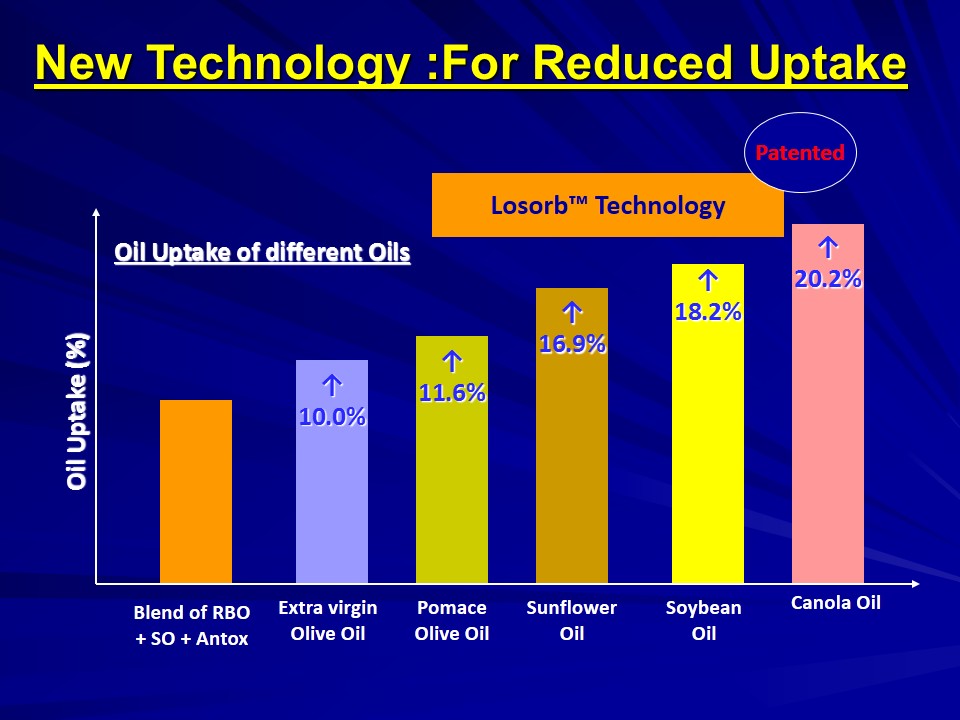 New Technology :For Reduced Uptake
Patented
Losorb™ Technology
Oil Uptake of different Oils
Oil Uptake (%)
↑
20.2%
↑
18.2%
↑
16.9%
↑
11.6%
↑
10.0%
Blend of RBO
+ SO + Antox
Extra virgin
Olive Oil
Pomace
Olive Oil
Sunflower
Oil
Soybean
Oil
Canola Oil